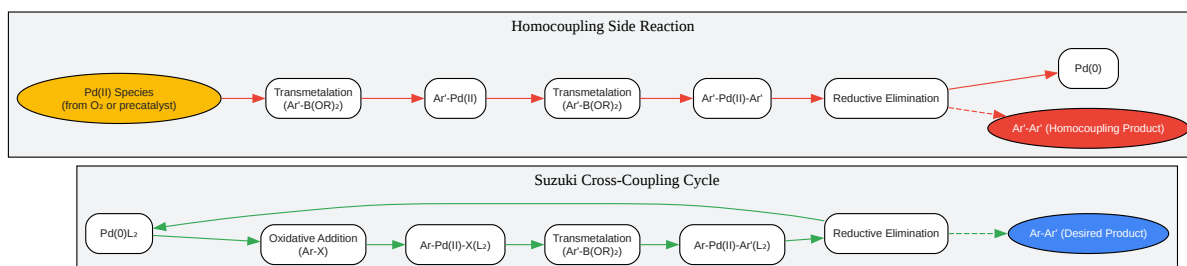 Homocoupling Side Reaction
Pd(II) Species
(from O₂ or precatalyst)
Transmetalation
(Ar'-B(OR)₂)
Ar'-Pd(II)
Transmetalation
(Ar'-B(OR)₂)
Ar'-Pd(II)-Ar'
Reductive Elimination
Pd(0)
Ar'-Ar' (Homocoupling Product)
Suzuki Cross-Coupling Cycle
Pd(0)L₂
Oxidative Addition
(Ar-X)
Ar-Pd(II)-X(L₂)
Transmetalation
(Ar'-B(OR)₂)
Ar-Pd(II)-Ar'(L₂)
Reductive Elimination
Ar-Ar' (Desired Product)